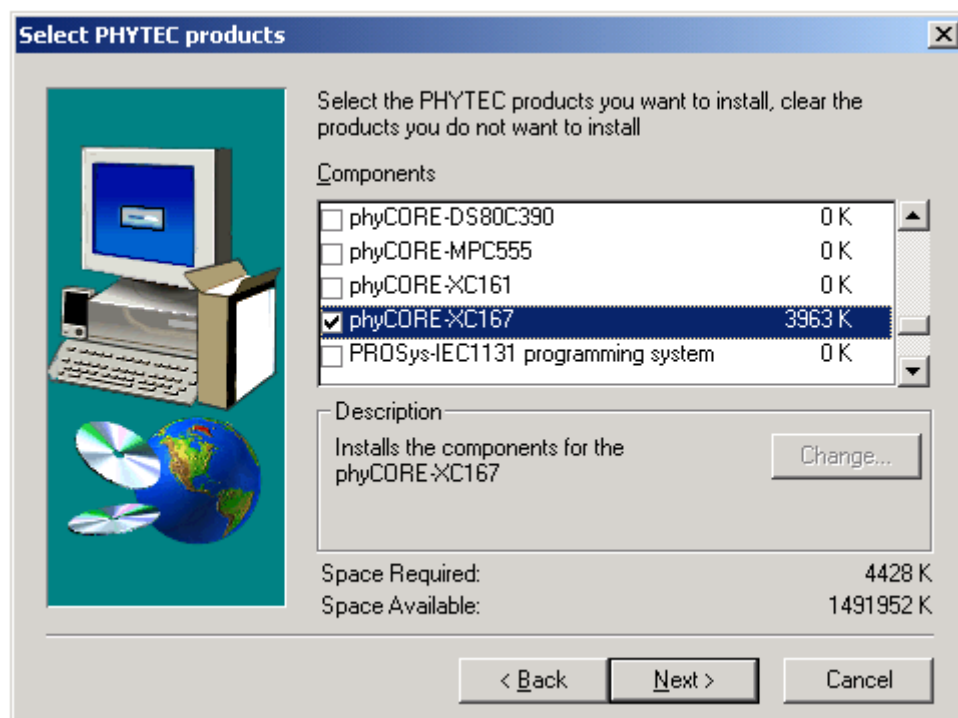 Select PHYTEC products
Select the PHYTEC products you want to install, clear the
products you do not want to install
Components
phyCORE-DS80C390 0 K
phyCORE-MPC555 0 K
phyCORE-XC161 0 K
phyCORE-XC167 3963 K
PROSys-IEC1131 programming system 0 K
Description
Installs the components for the
phyCORE-XC167
Change...
Space Required: 4428 K
Space Available: 1491952 K
< Back Next > Cancel